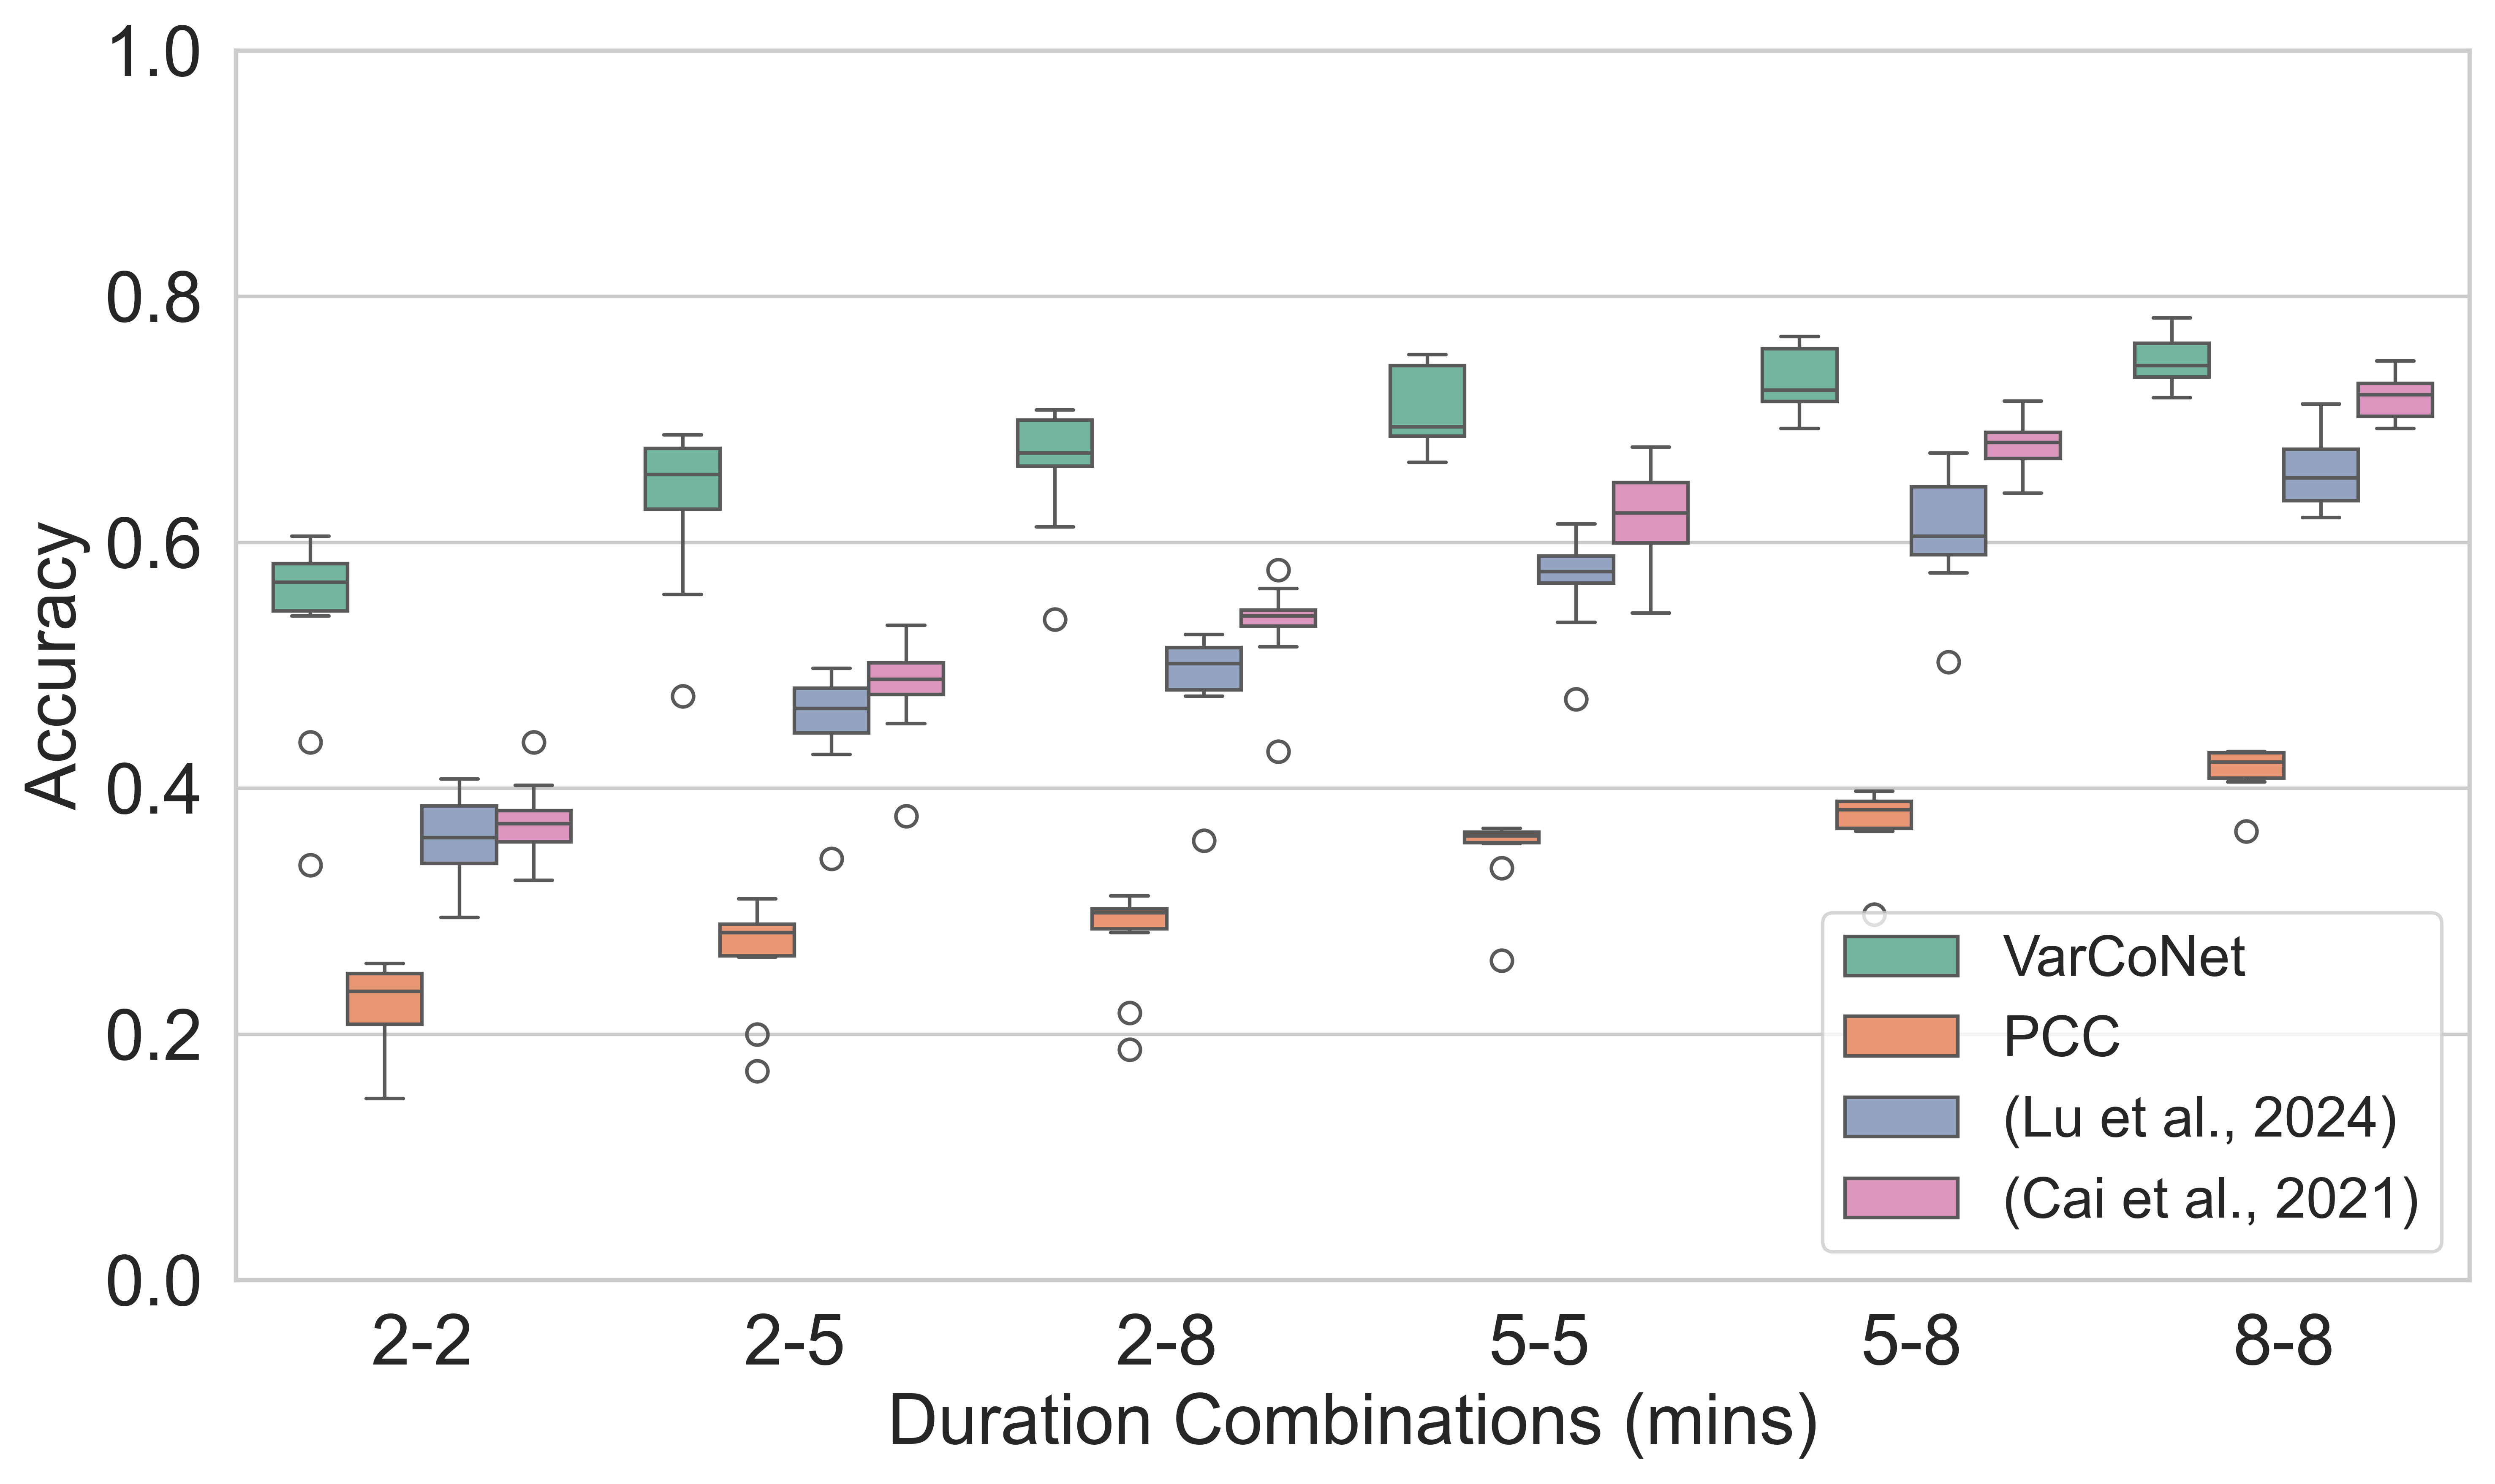 1.0
0.8
0.6
0.4
0.2
0.0
Accuracy
2-2
2-5
2-8
5-5
5-8
8-8
Duration Combinations (mins)
VarCoNet
PCC
(Lu et al., 2024)
(Cai et al., 2021)